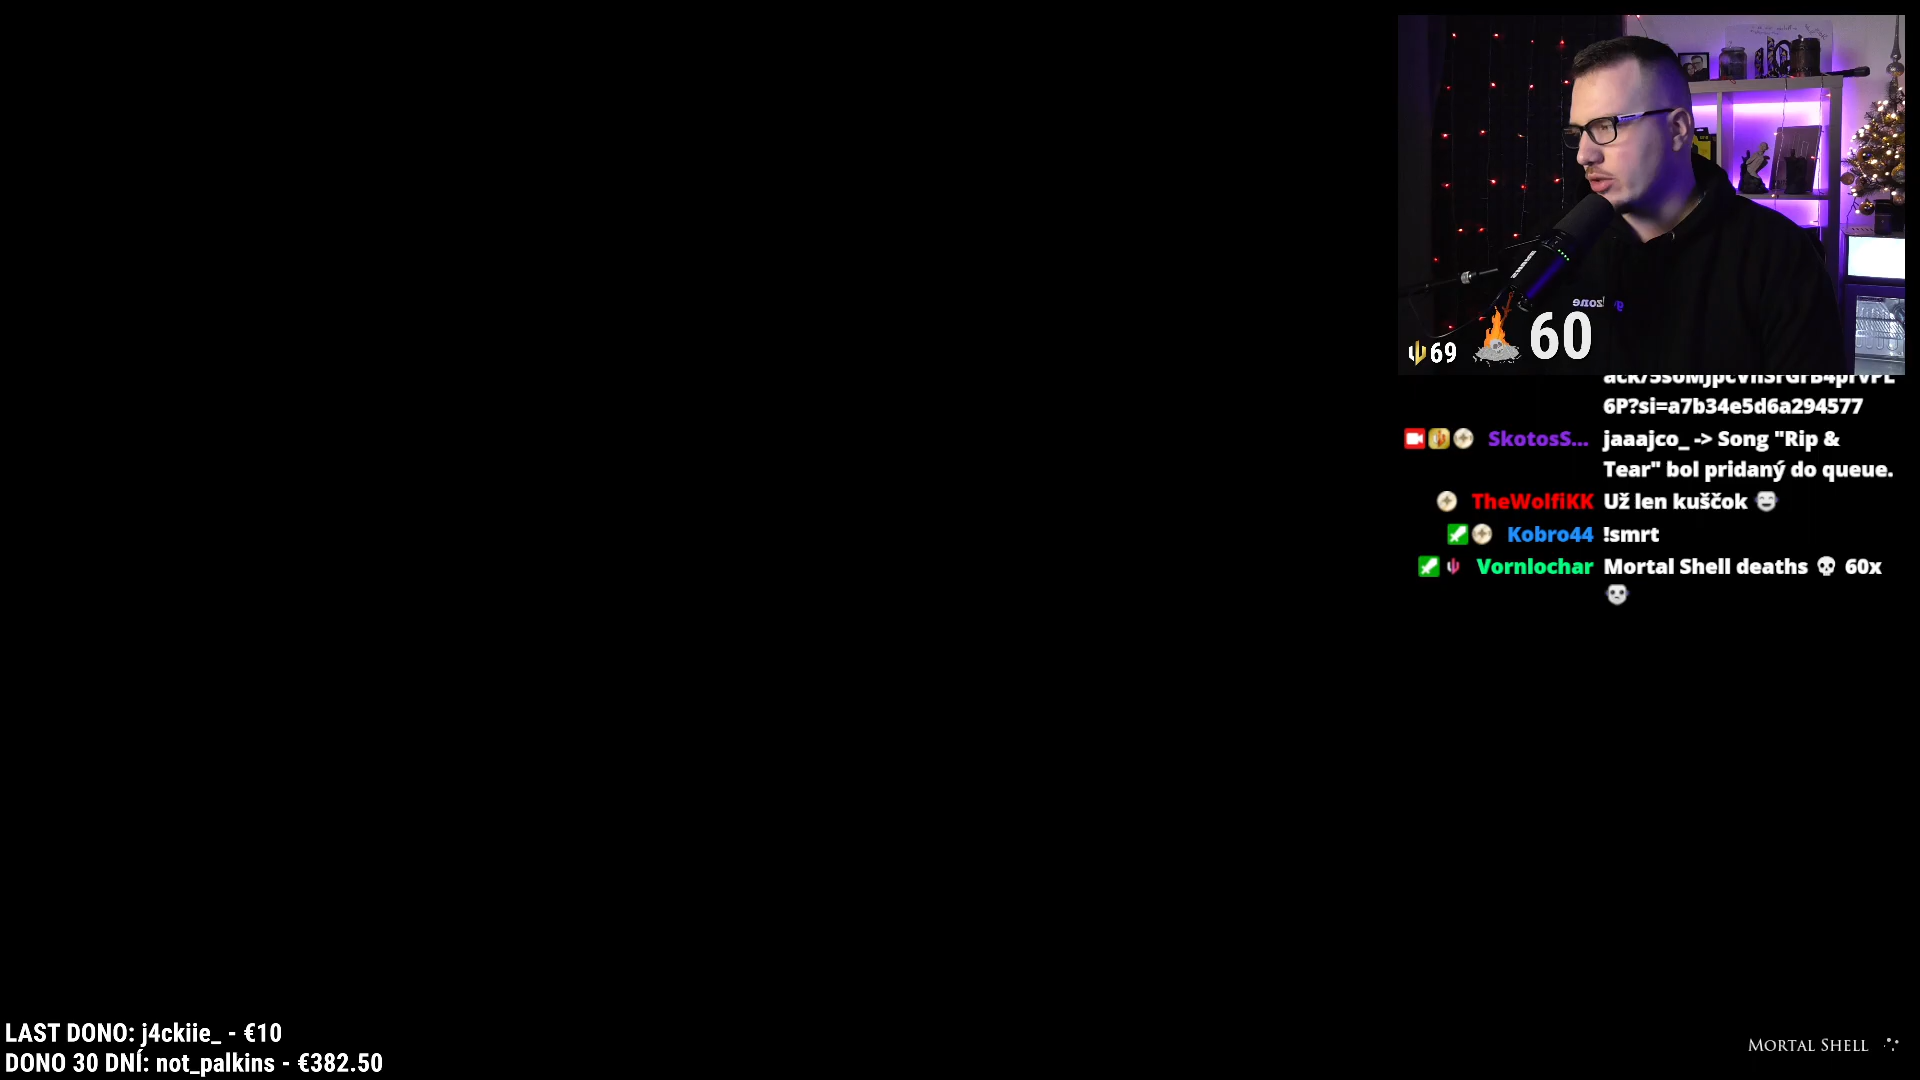 69
60
6P?si=a7b34e5d6a294577
SkotosS... jaaajco_ -> Song "Rip &
Tear" bol pridaný do queue.
TheWolfiKK Už len kuščok
Kobro44 !smrt
Vornlochar Mortal Shell deaths 💀 60x
LAST DONO: j4ckiie_ - €10
DONO 30 DNÍ: not_palkins - €382.50
MORTAL SHELL